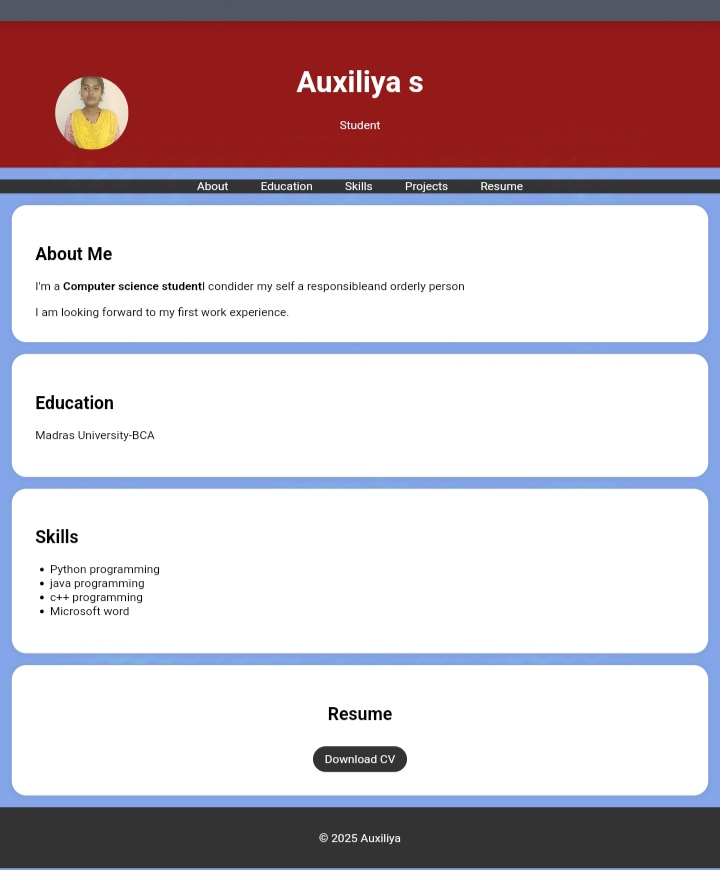 Auxiliya s
Student
About Education Skills Projects Resume
About Me
I'm a Computer science studentI condider my self a responsibleand orderly person
I am looking forward to my first work experience.
Education
Madras University-BCA
Skills
• Python programming
• java programming
• c++ programming
• Microsoft word
Resume
Download CV
© 2025 Auxiliya